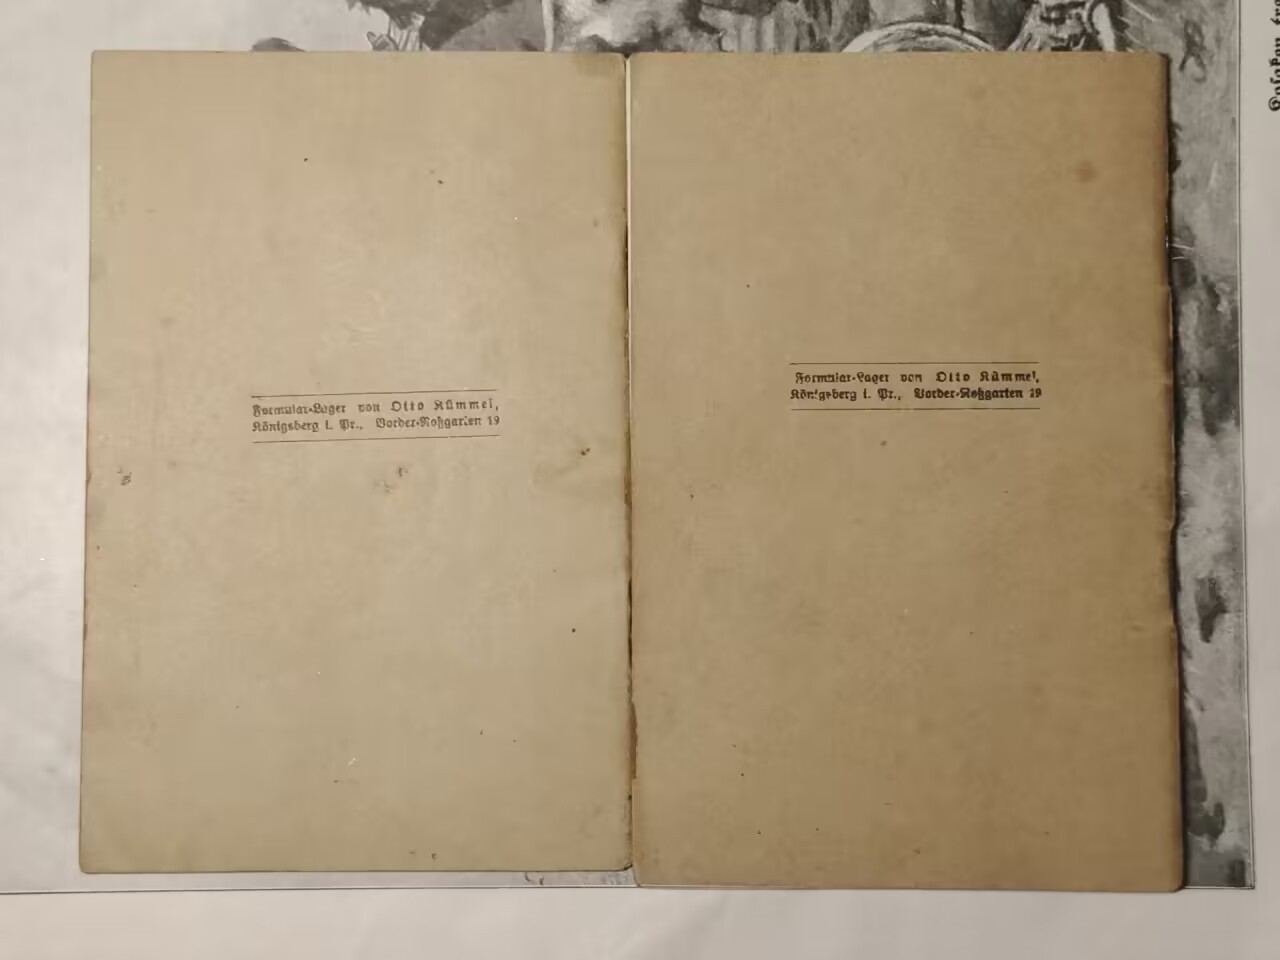 Formular-Lager von Otto Kümmel,
Königsberg i. Pr., Vorder-Roßgarten 19
Formular-Lager von Otto Kümmel,
Königsberg i. Pr., Vorder-Roßgarten 19